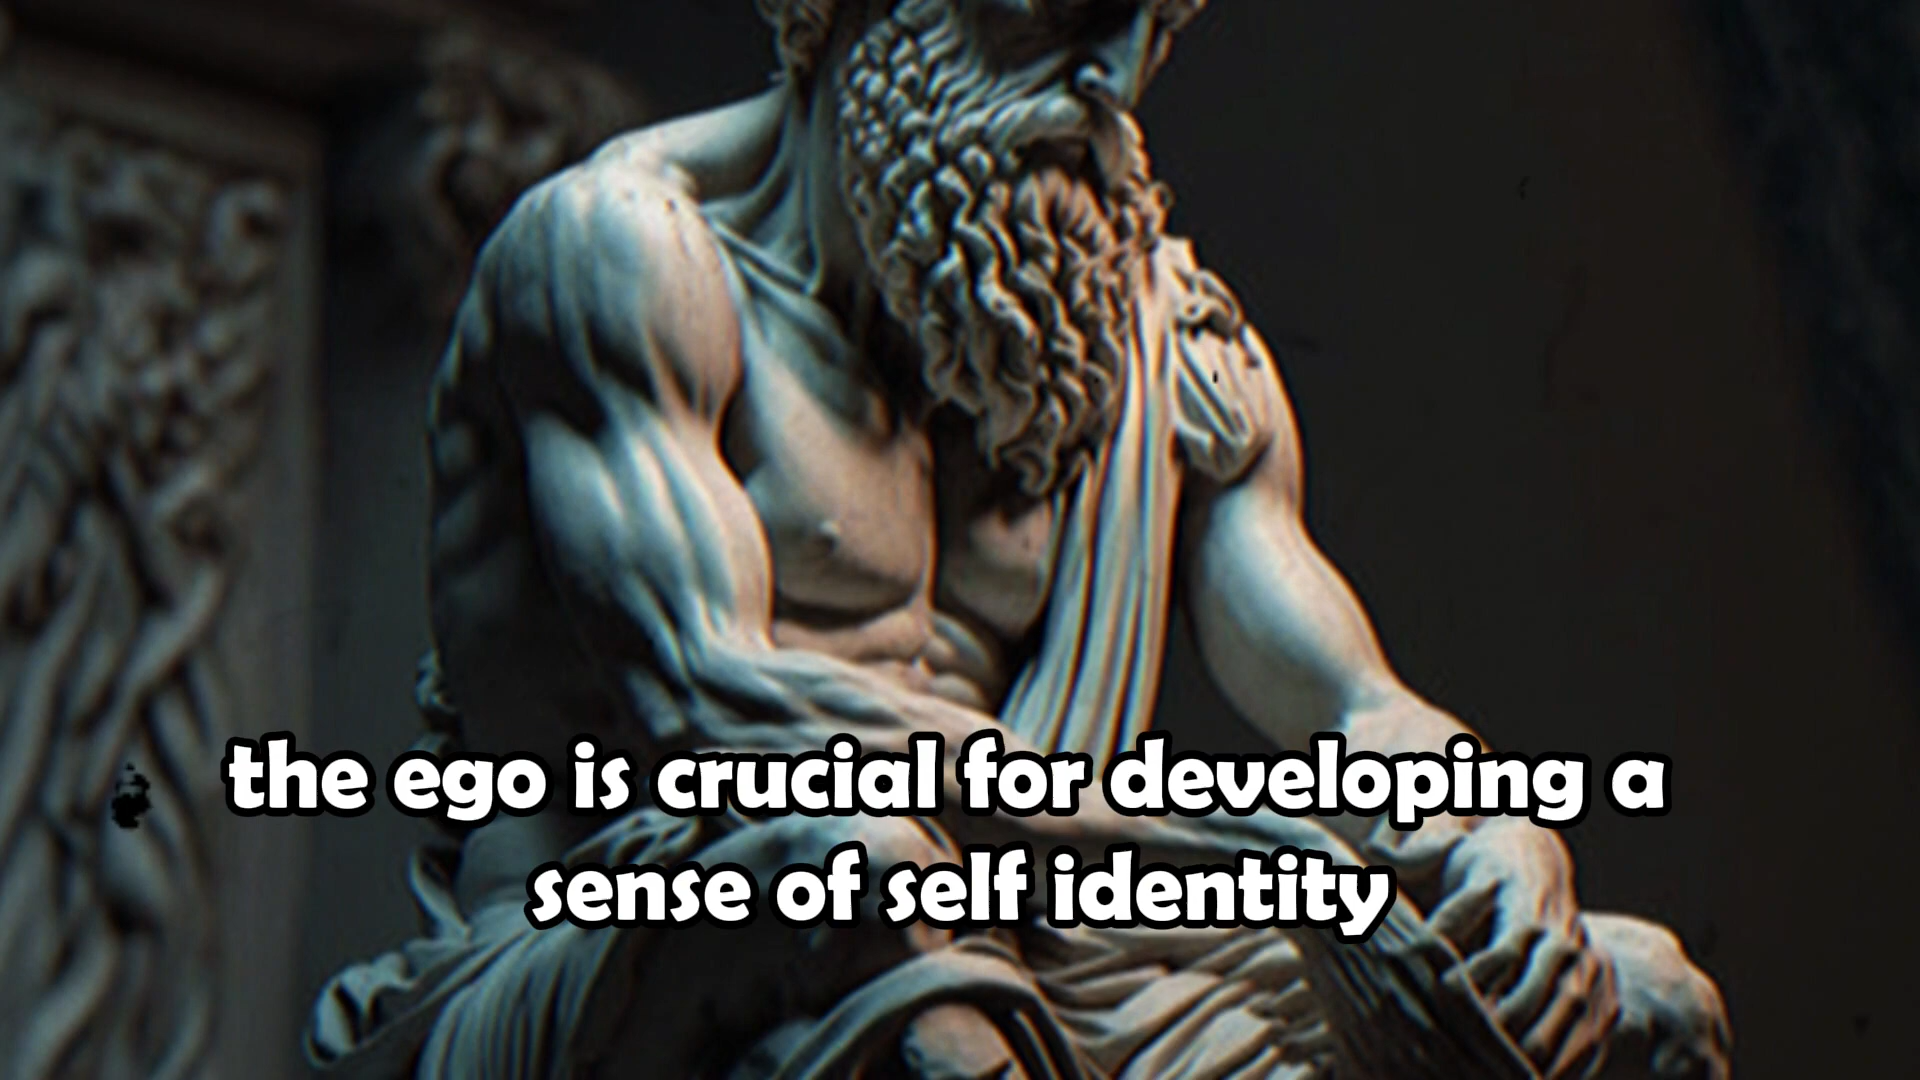 the ego is crucial for developing a
sense of self identity